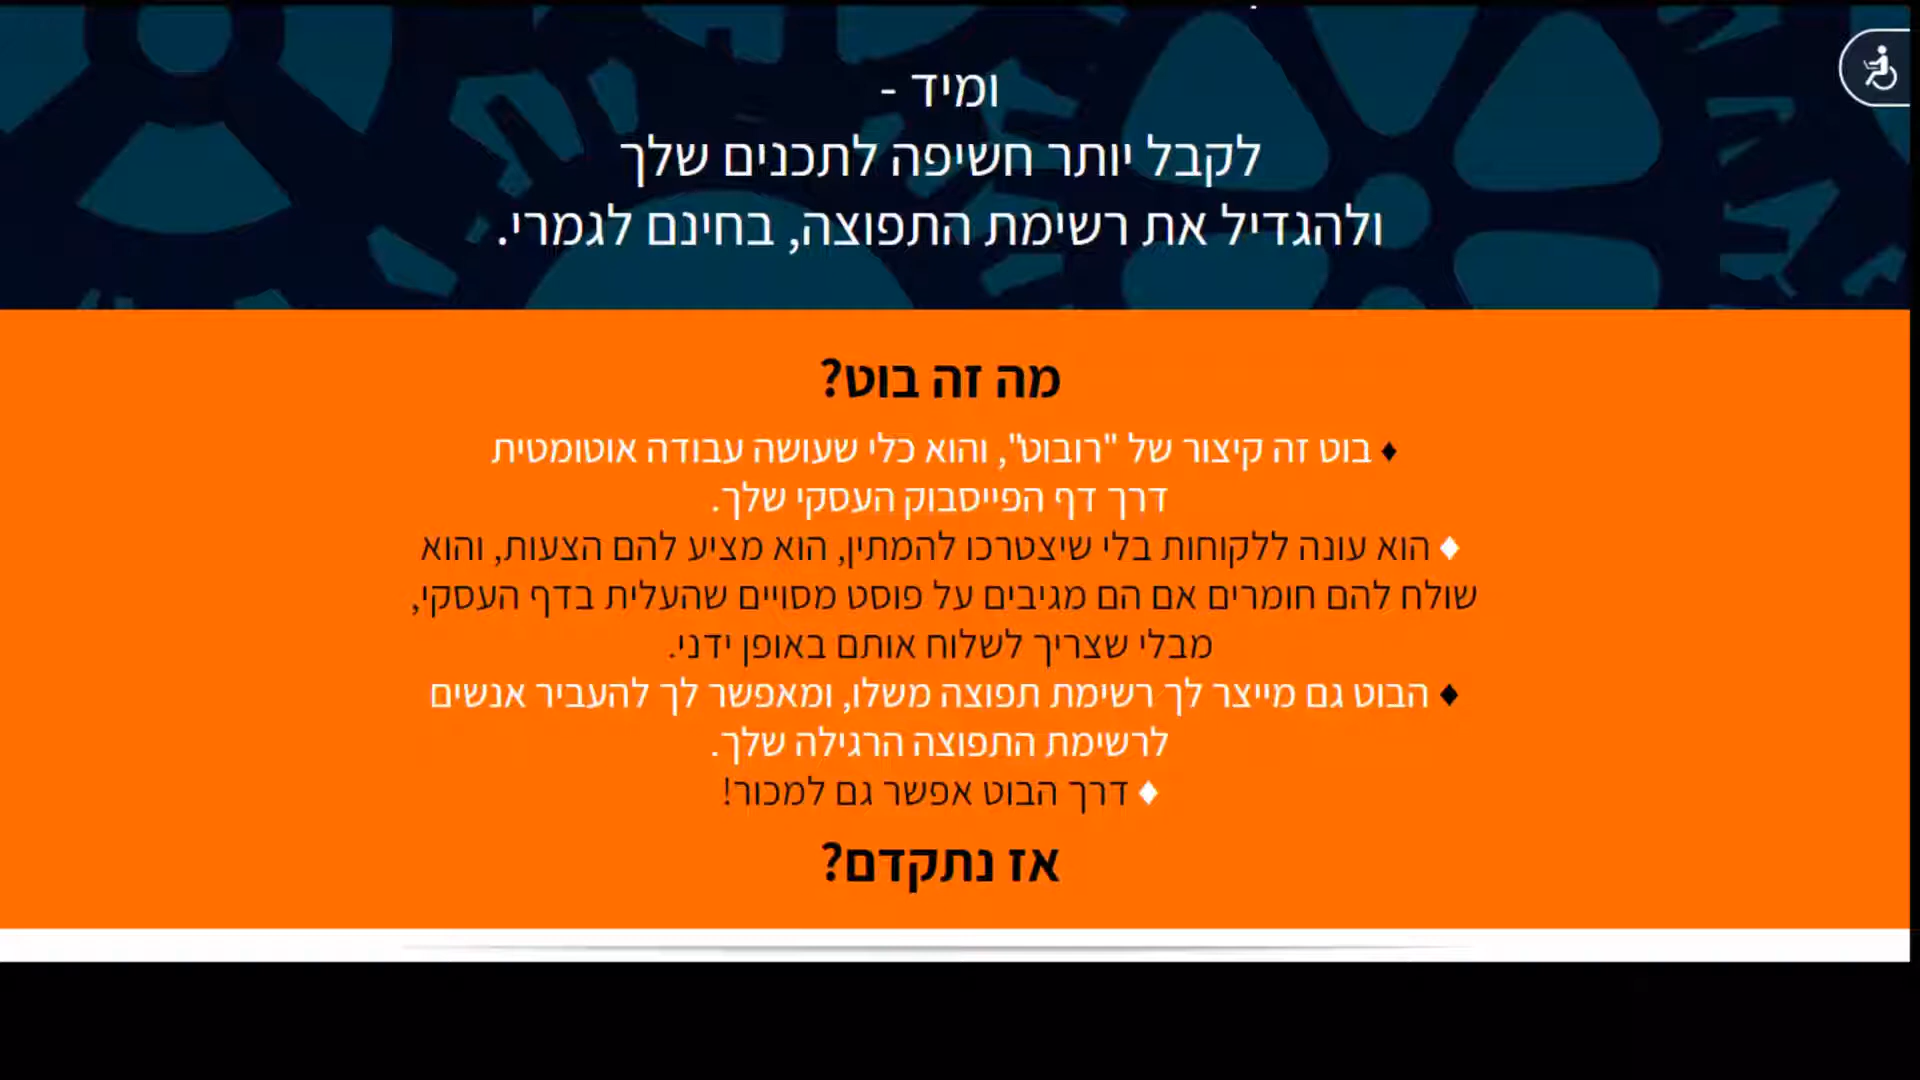 ומיד -
לקבל יותר חשיפה לתכנים שלך
ולהגדיל את רשימת התפוצה, בחינם לגמרי.
מה זה בוט?
♦ בוט זה קיצור של "רובוט", והוא כלי שעושה עבודה אוטומטית
דרך דף הפייסבוק העסקי שלך.
♦ הוא עונה ללקוחות בלי שיצטרכו להמתין, הוא מציע להם הצעות, והוא
שולח להם חומרים אם הם מגיבים על פוסט מסויים שהעלית בדף העסקי,
מבלי שצריך לשלוח אותם באופן ידני.
♦ הבוט גם מייצר לך רשימת תפוצה משלו, ומאפשר לך להעביר אנשים
לרשימת התפוצה הרגילה שלך.
♦ דרך הבוט אפשר גם למכור!
אז נתקדם?